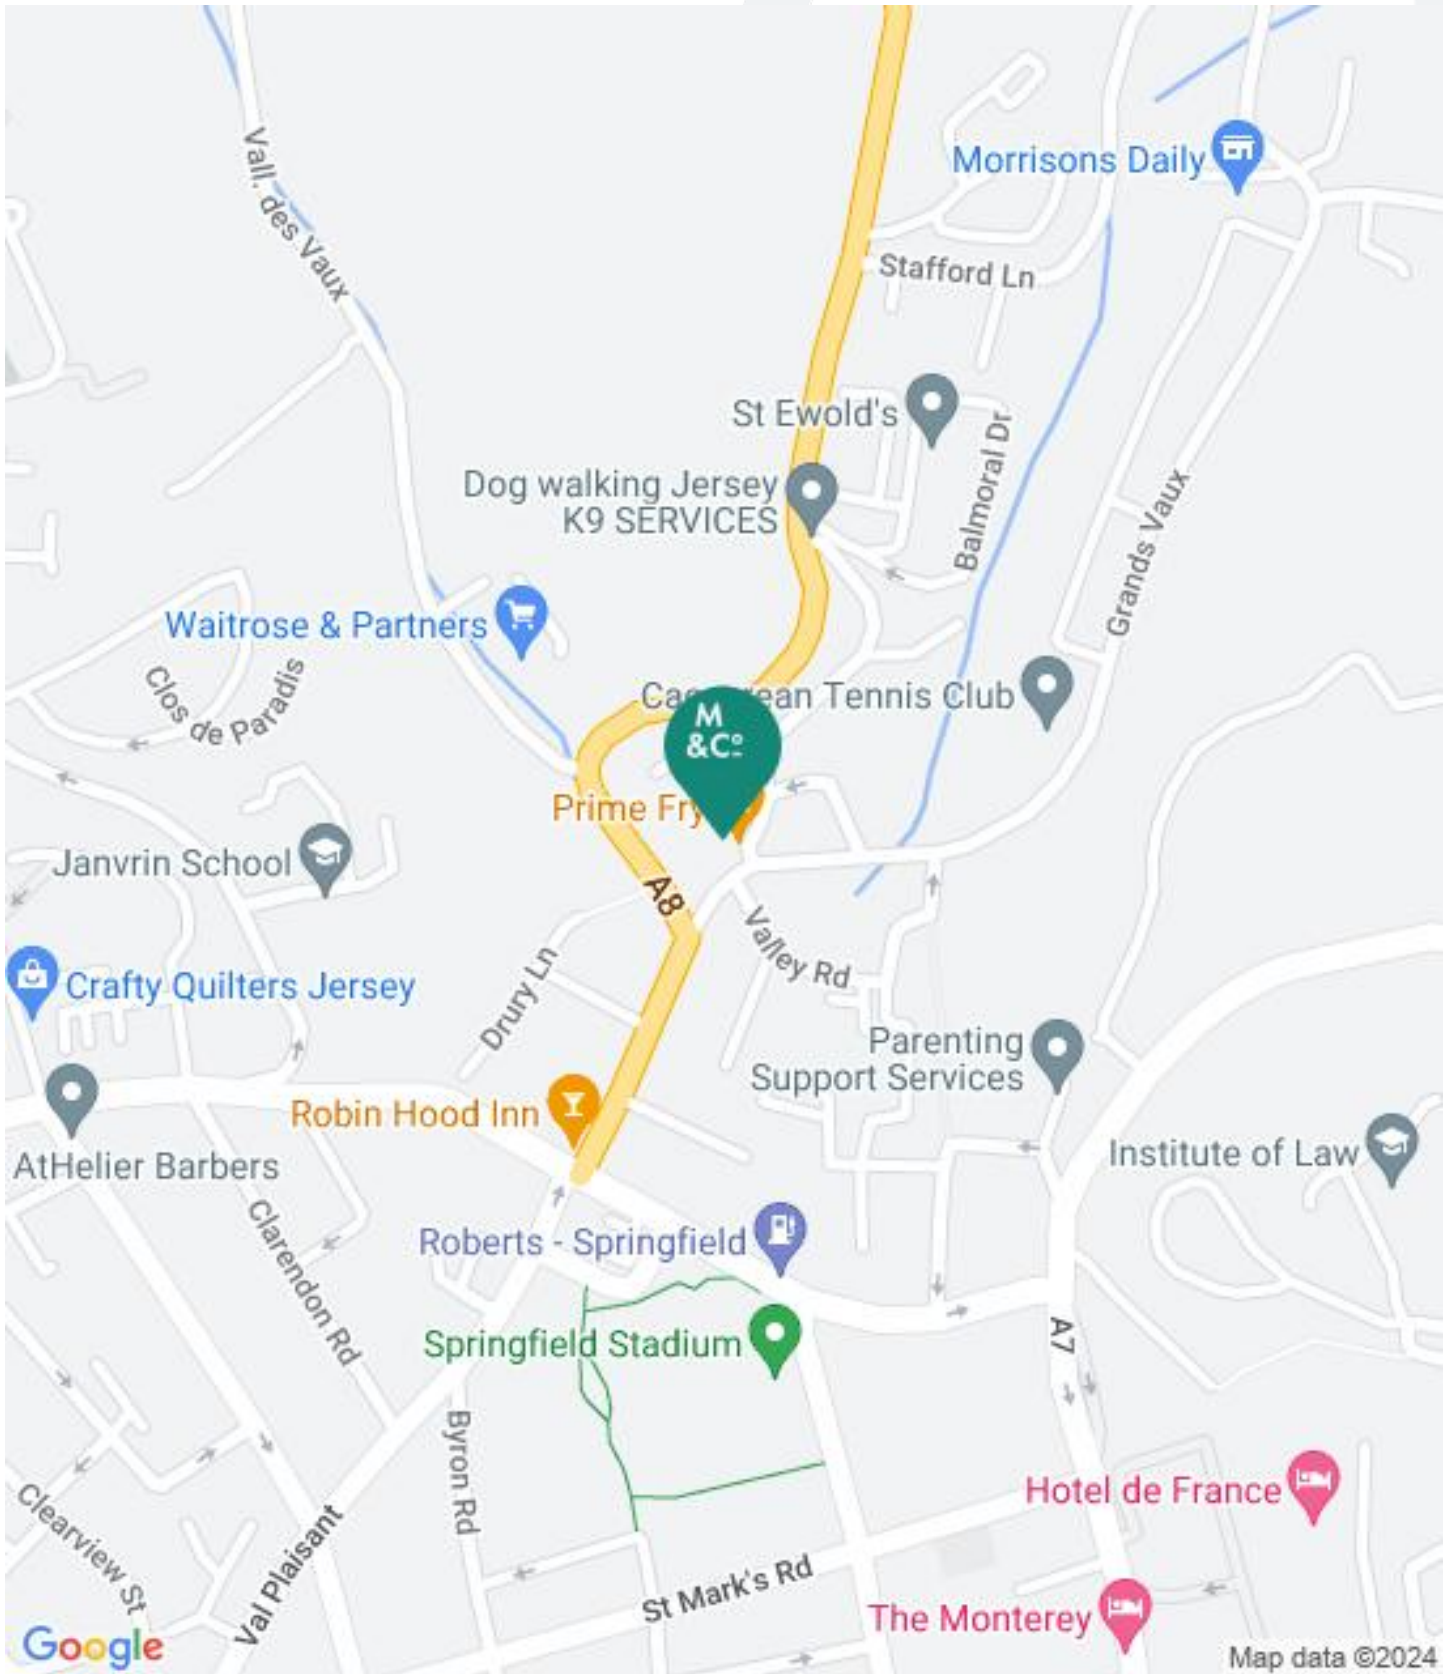 Vall. des Vaux
Morrisons Daily
Stafford Ln
St Ewold's
Dog walking Jersey
K9 SERVICES
Balmoral Dr
Grands Vaux
Waitrose & Partners
Clos de Paradis
Tennis Club
M
&Cº
Prime Fry
Janvrin School
A8
Valley Rd
Crafty Quilters Jersey
Drury Ln
Parenting
Support Services
Robin Hood Inn
AtHelier Barbers
Institute of Law
Clarendon Rd
Roberts - Springfield
Springfield Stadium
A7
Byron Rd
Hotel de France
Clearview St
Val Plaisant
St Mark's Rd
The Monterey
Google
Map data ©2024